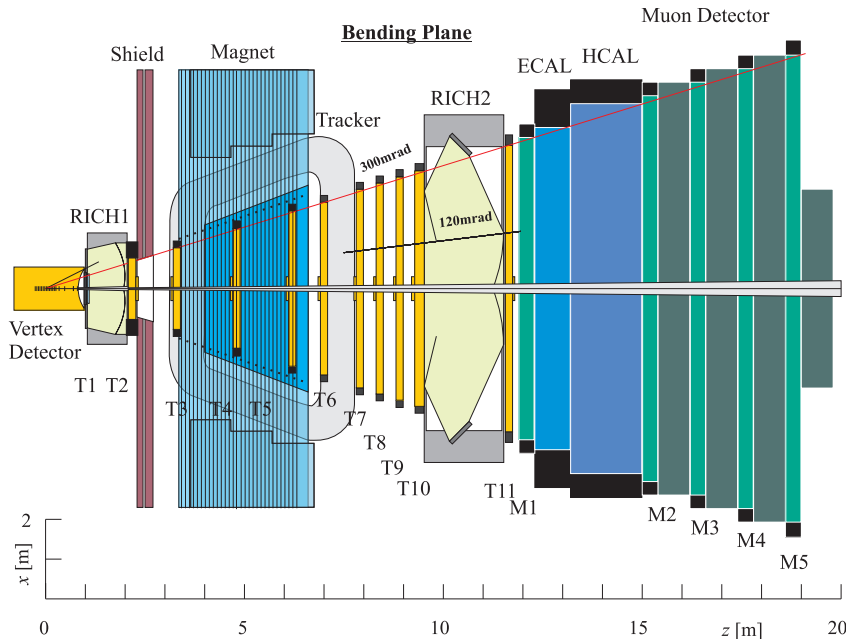 Bending Plane
Muon Detector
Shield
Magnet
ECAL
HCAL
RICH2
Tracker
300mrad
RICH1
120mrad
Vertex
Detector
T1
T2
T3
T4
T5
T6
T7
T8
T9
T10
T11
M1
M2
M3
M4
M5
2
x [m]
0
5
10
15
20
z [m]